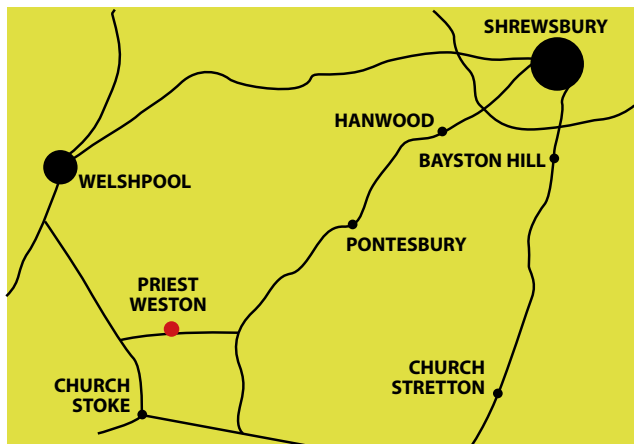 SHREWSBURY
HANWOOD
BAYSTON HILL
WELSHPOOL
PONTESBURY
PRIEST
WESTON
CHURCH
STRETTON
CHURCH
STOKE